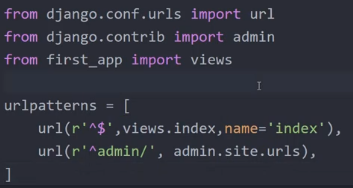 from django.conf.urls import url
from django.contrib import admin
from first_app import views
urlpatterns = [
    url(r'^$',views.index,name='index'),
    url(r'^admin/', admin.site.urls),
]